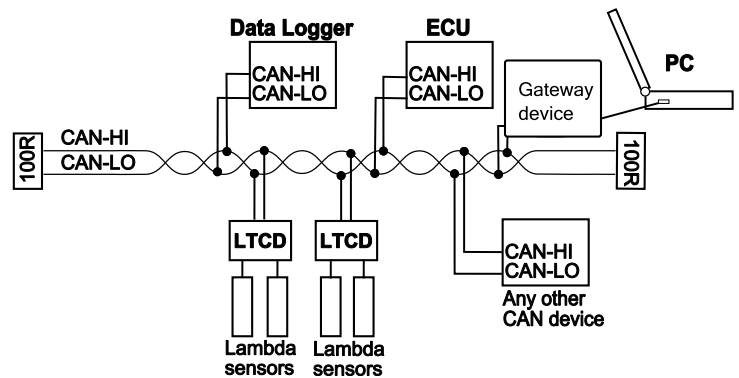 Data Logger
CAN-HI
CAN-LO
ECU
CAN-HI
CAN-LO
Gateway
device
PC
100R
CAN-HI
CAN-LO
100R
LTCD
LTCD
Lambda
sensors
Lambda
sensors
CAN-HI
CAN-LO
Any other
CAN device